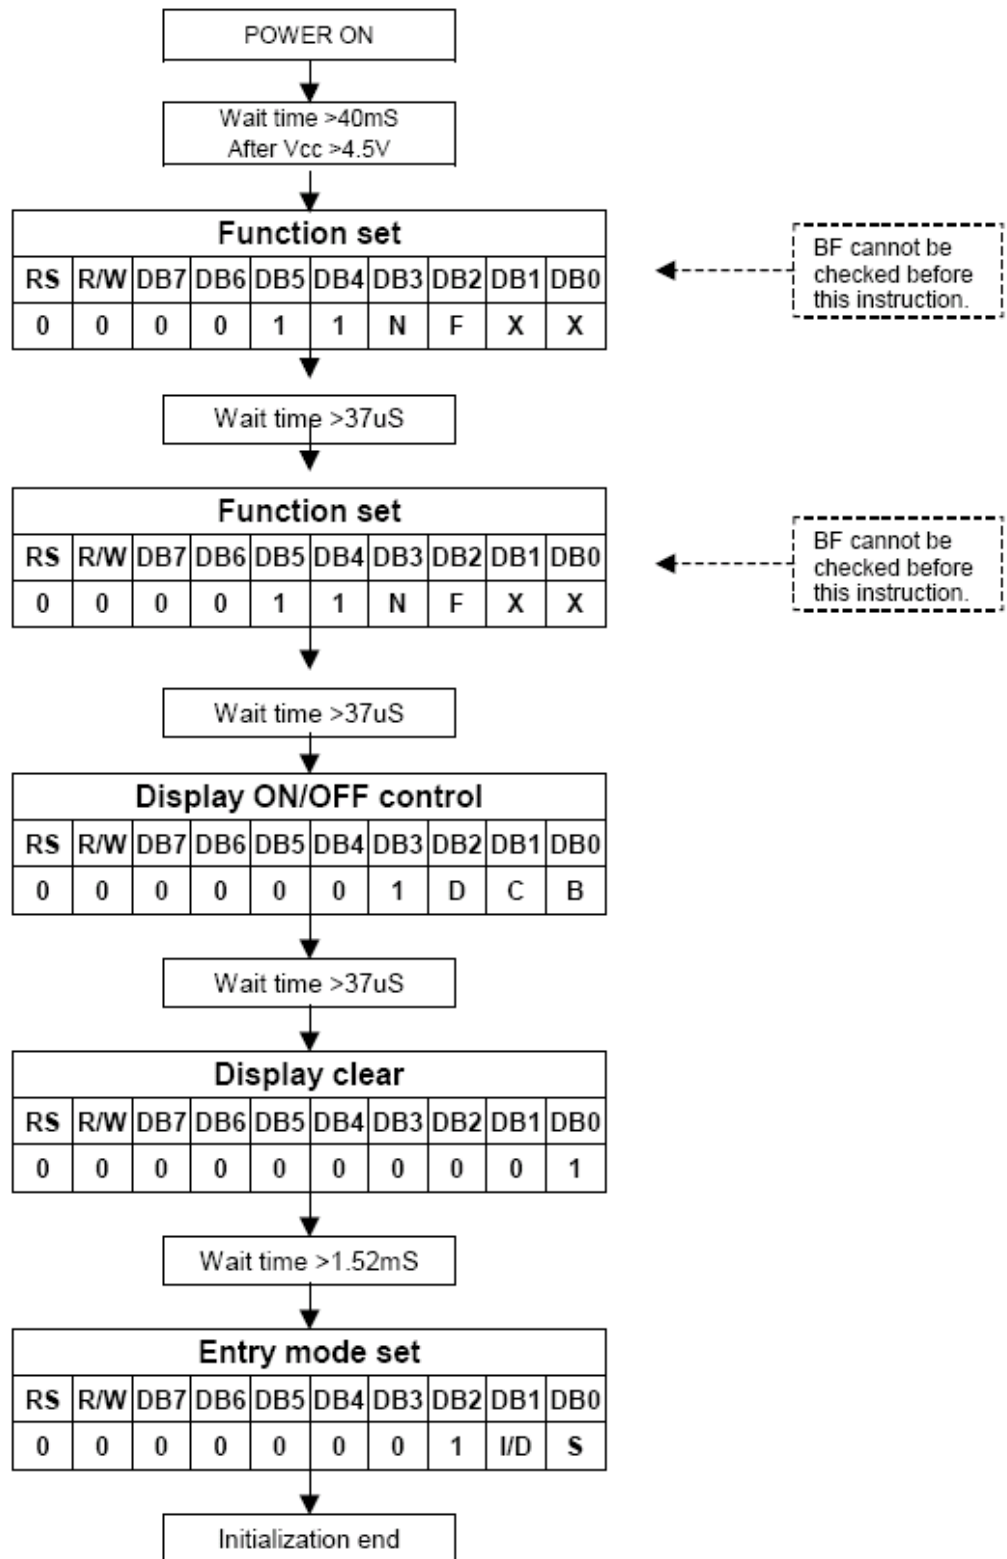 POWER ON
Wait time >40mS
After Vcc >4.5V
Function set
RS R/W DB7 DB6 DB5 DB4 DB3 DB2 DB1 DB0
0 0 0 0 1 1 N F X X
BF cannot be
checked before
this instruction.
Wait time >37uS
Function set
RS R/W DB7 DB6 DB5 DB4 DB3 DB2 DB1 DB0
0 0 0 0 1 1 N F X X
BF cannot be
checked before
this instruction.
Wait time >37uS
Display ON/OFF control
RS R/W DB7 DB6 DB5 DB4 DB3 DB2 DB1 DB0
0 0 0 0 0 0 1 D C B
Wait time >37uS
Display clear
RS R/W DB7 DB6 DB5 DB4 DB3 DB2 DB1 DB0
0 0 0 0 0 0 0 0 0 1
Wait time >1.52mS
Entry mode set
RS R/W DB7 DB6 DB5 DB4 DB3 DB2 DB1 DB0
0 0 0 0 0 0 0 1 I/D S
Initialization end